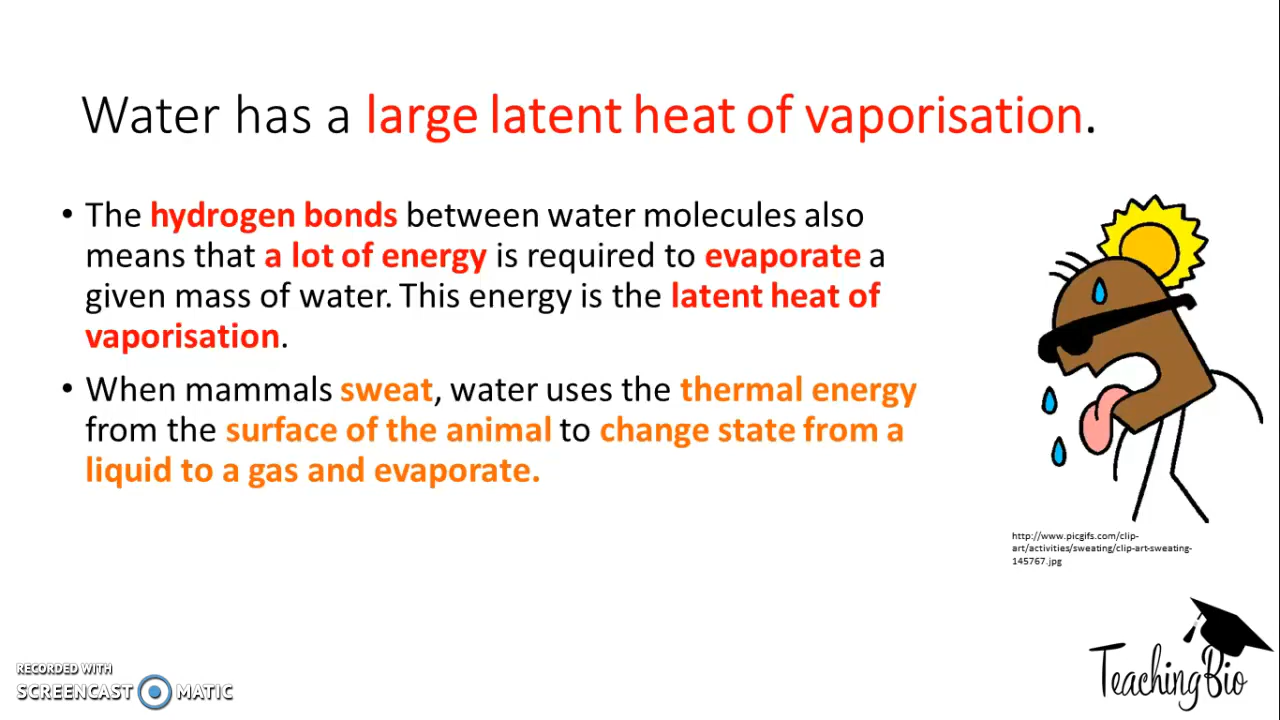 Water has a large latent heat of vaporisation.
• The hydrogen bonds between water molecules also
means that a lot of energy is required to evaporate a
given mass of water. This energy is the latent heat of
vaporisation.
• When mammals sweat, water uses the thermal energy
from the surface of the animal to change state from a
liquid to a gas and evaporate.
http://www.picgifs.com/clip-
art/activities/sweating/clip-art-sweating-
145767.jpg
RECORDED WITH
SCREENCAST MATIC
TeachingBio